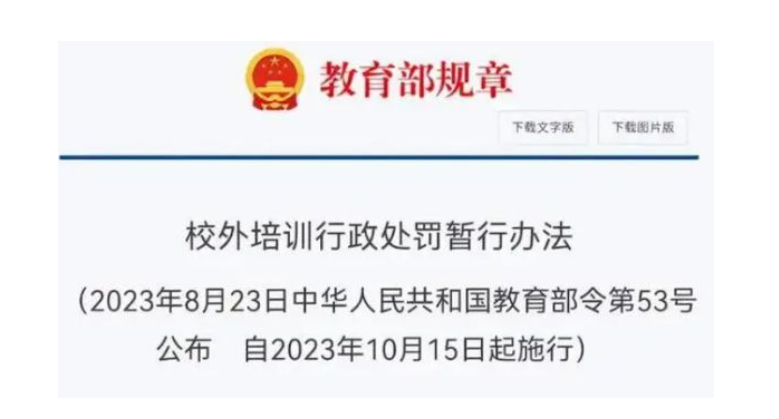 教育部规章
下载文字版 下载图片版
校外培训行政处罚暂行办法
（2023年8月23日中华人民共和国教育部令第53号
公布　自2023年10月15日起施行）